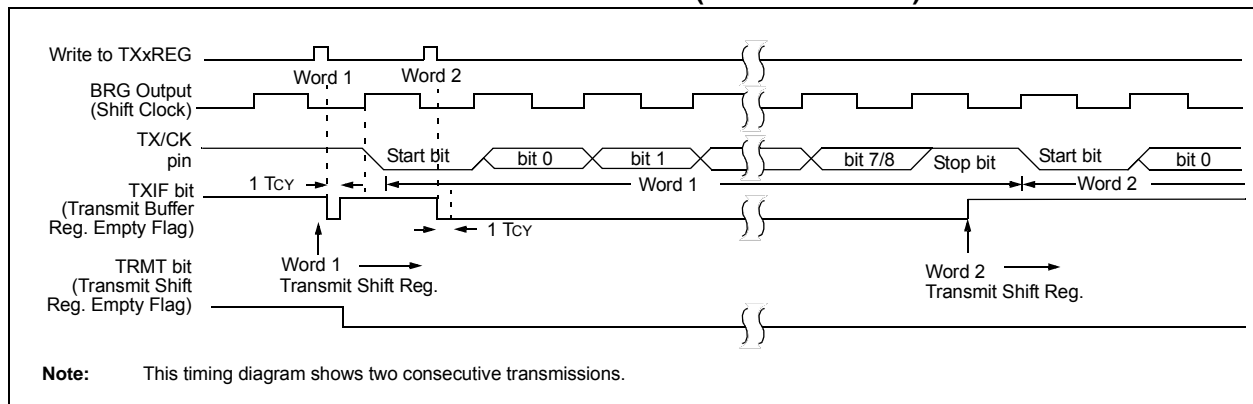 Write to TXxREG
Word 1
Word 2
BRG Output
(Shift Clock)
TX/CK
pin
Start bit
bit 0
bit 1
bit 7/8
Stop bit
Start bit
bit 0
Word 1
Word 2
1 TCY
TXIF bit
(Transmit Buffer
Reg. Empty Flag)
1 TCY
Word 1
Transmit Shift Reg.
Word 2
Transmit Shift Reg.
TRMT bit
(Transmit Shift
Reg. Empty Flag)
Note: This timing diagram shows two consecutive transmissions.